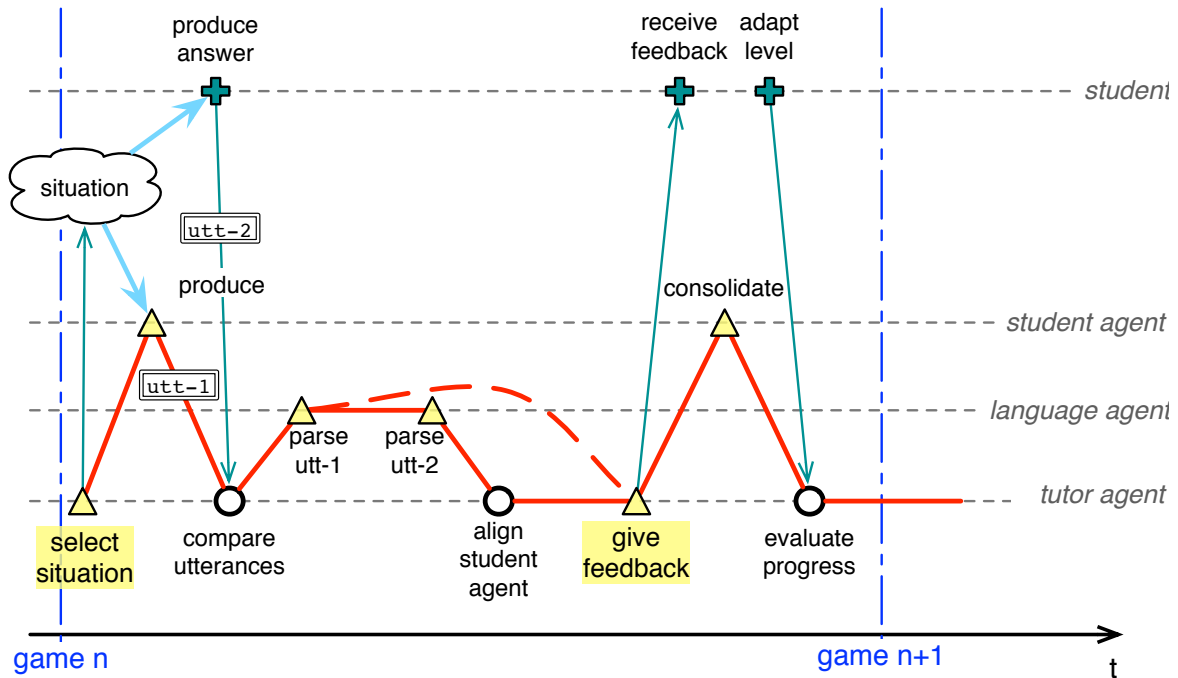 produce
answer
receive
feedback
adapt
level
student
situation
utt-2
produce
consolidate
student agent
utt-1
language agent
parse
utt-1
parse
utt-2
tutor agent
select
situation
compare
utterances
align
student
agent
give
feedback
evaluate
progress
game n
game n+1
t